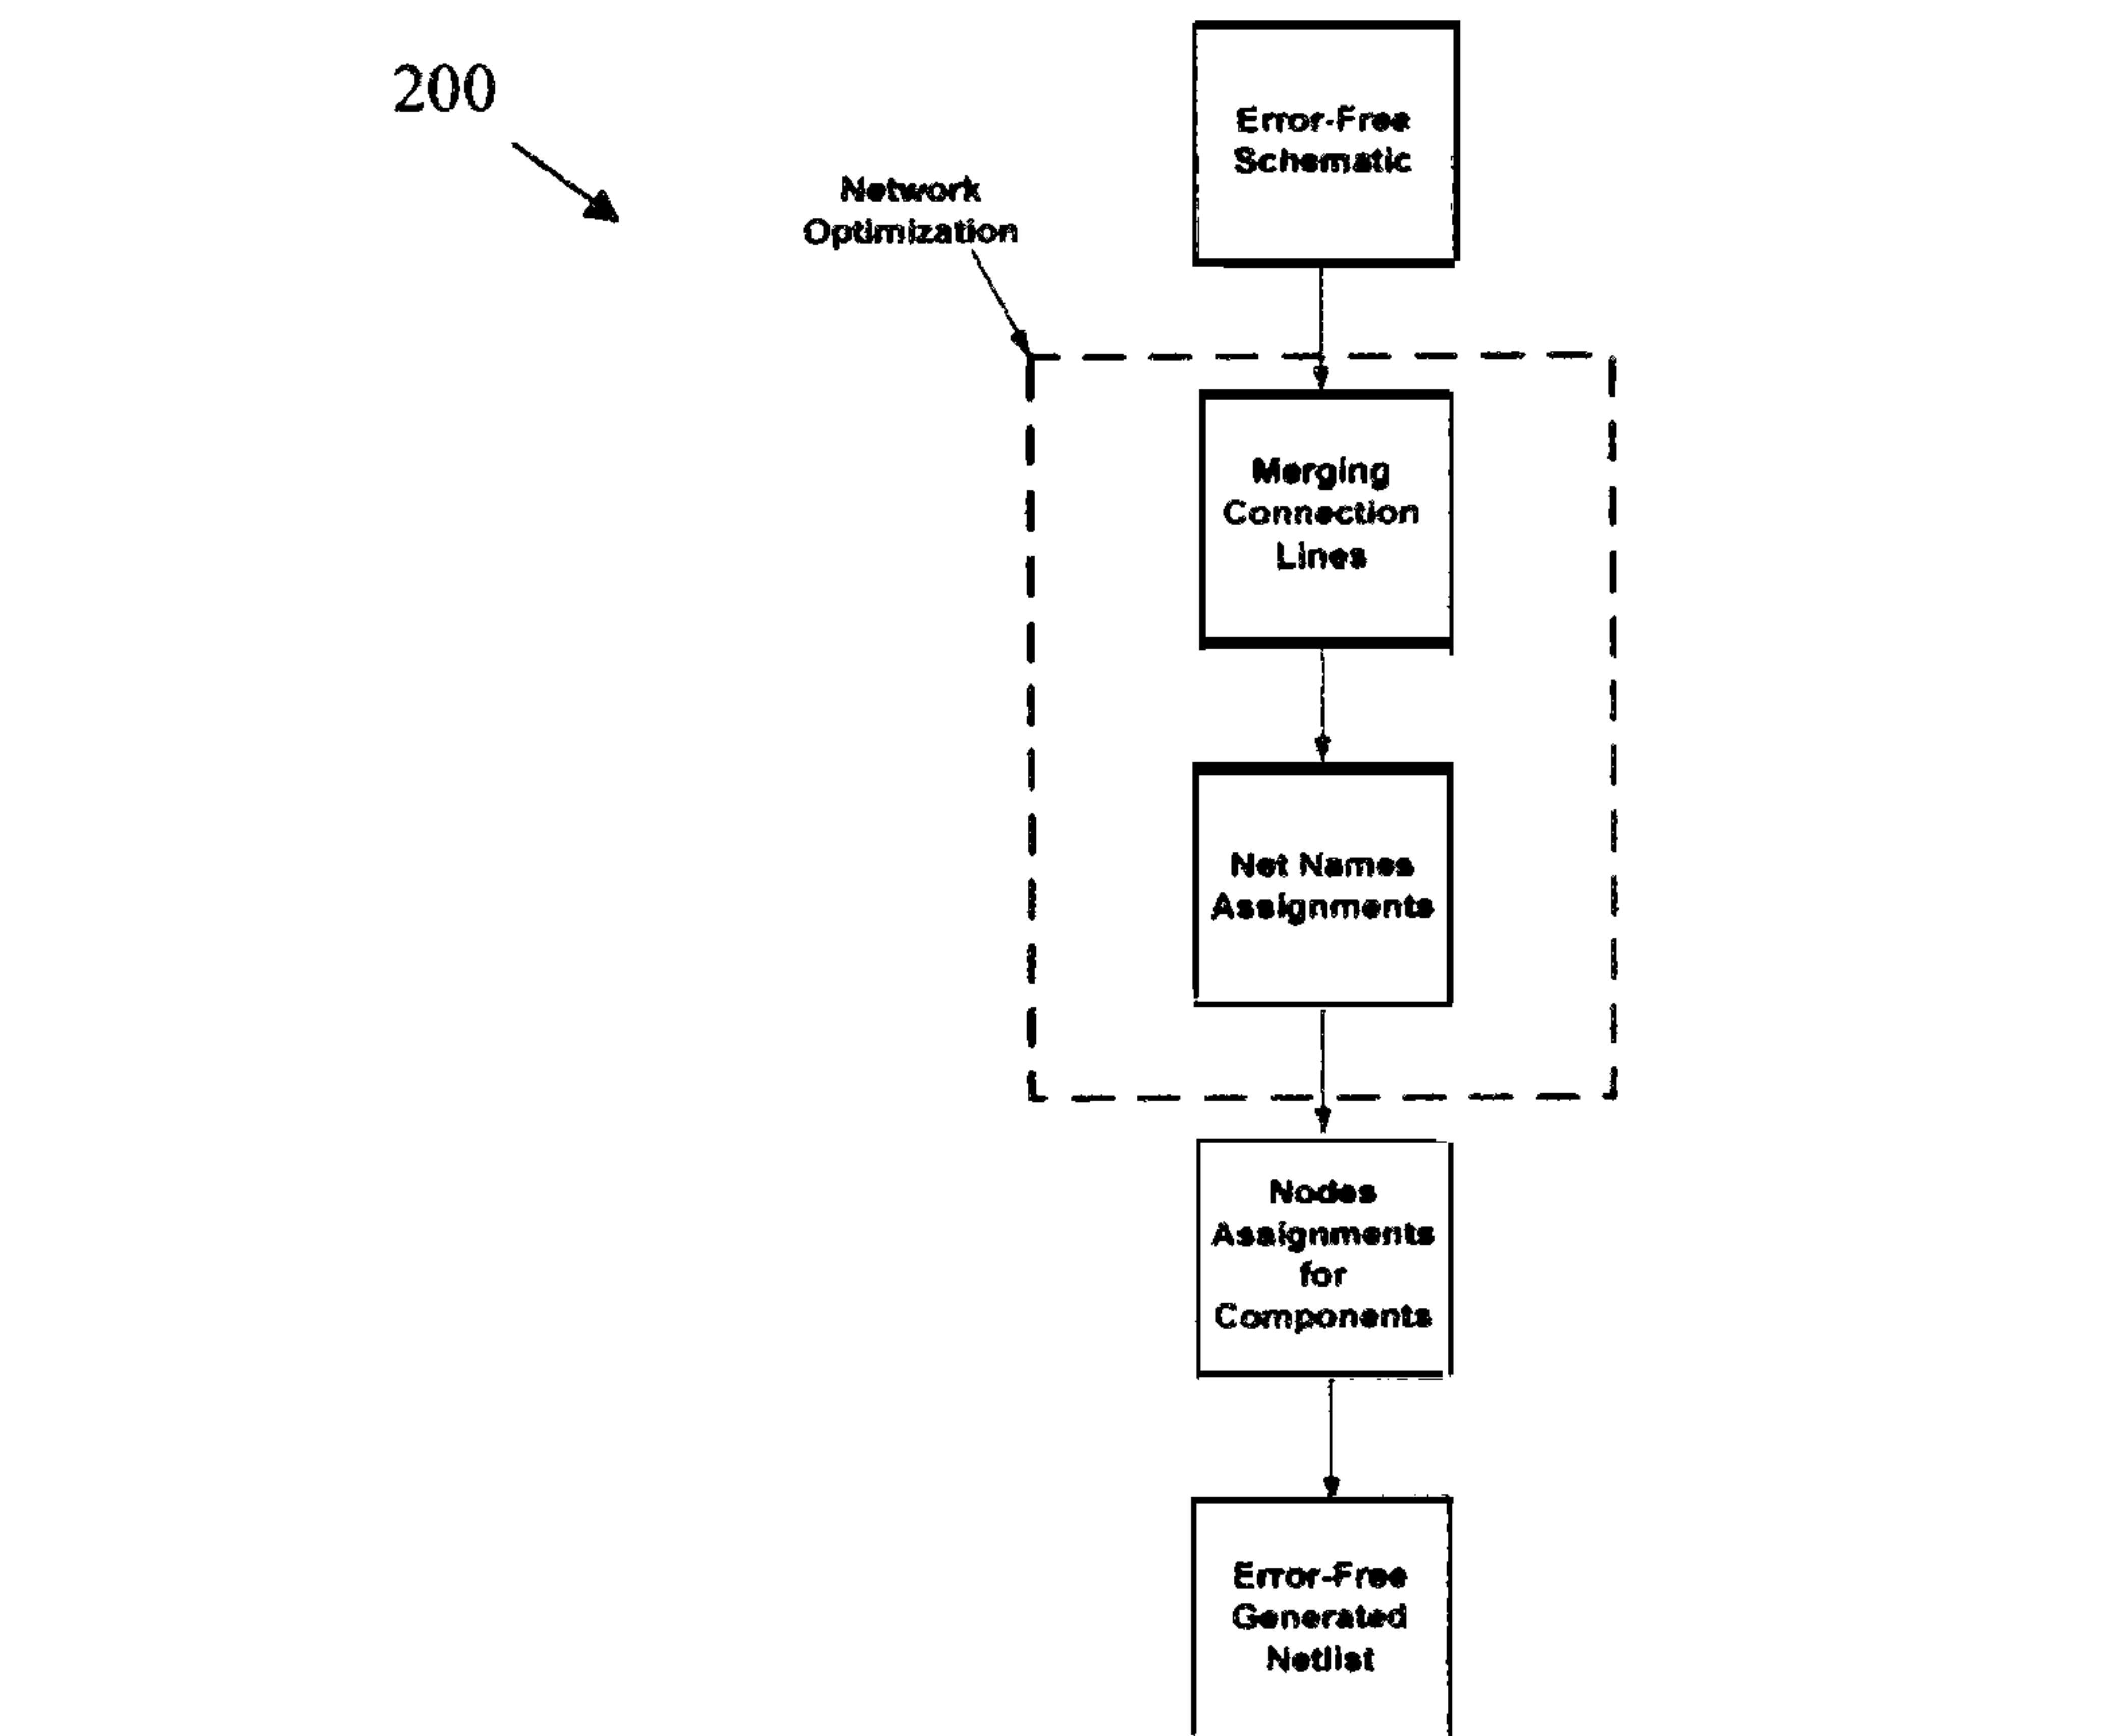 200
Network
Optimization
Error-Free
Schematic
Merging
Connection
Lines
Net Names
Assignments
Nodes
Assignments
for
Components
Error-Free
Generated
Netlist